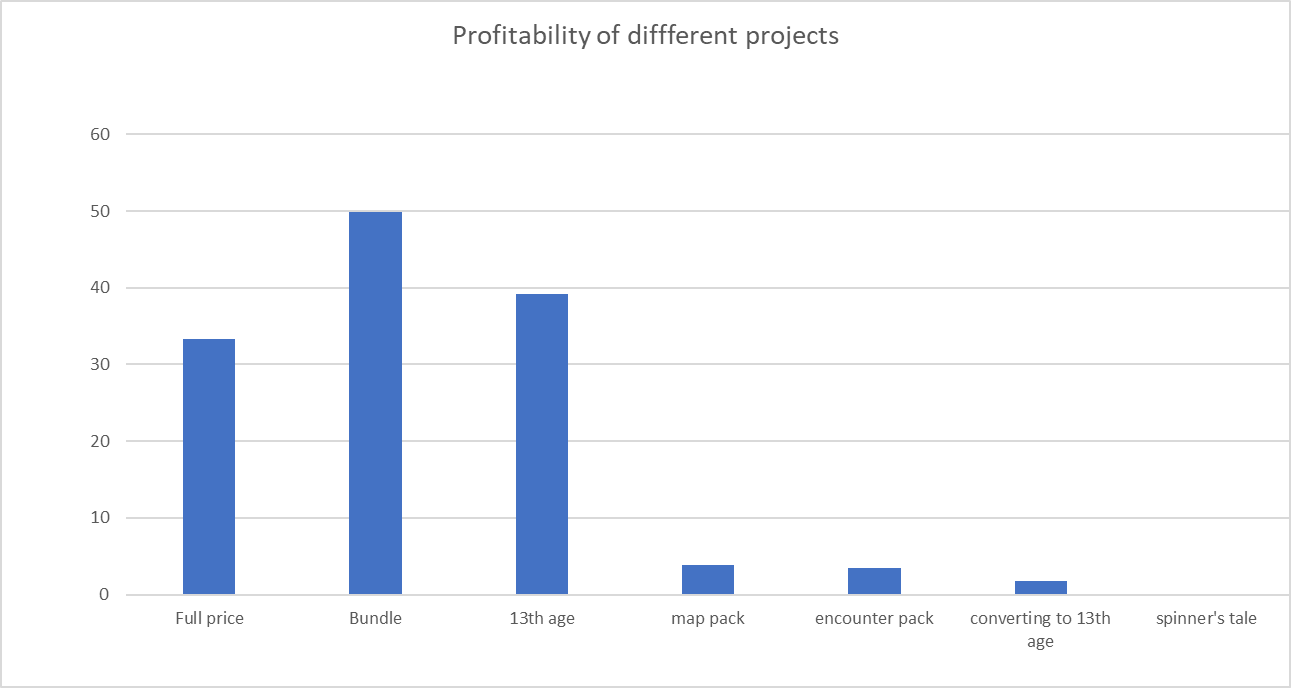 Profitability of diffferent projects
60
50
40
30
20
10
0
Full price
Bundle
13th age
map pack
encounter pack
converting to 13th
age
spinner's tale